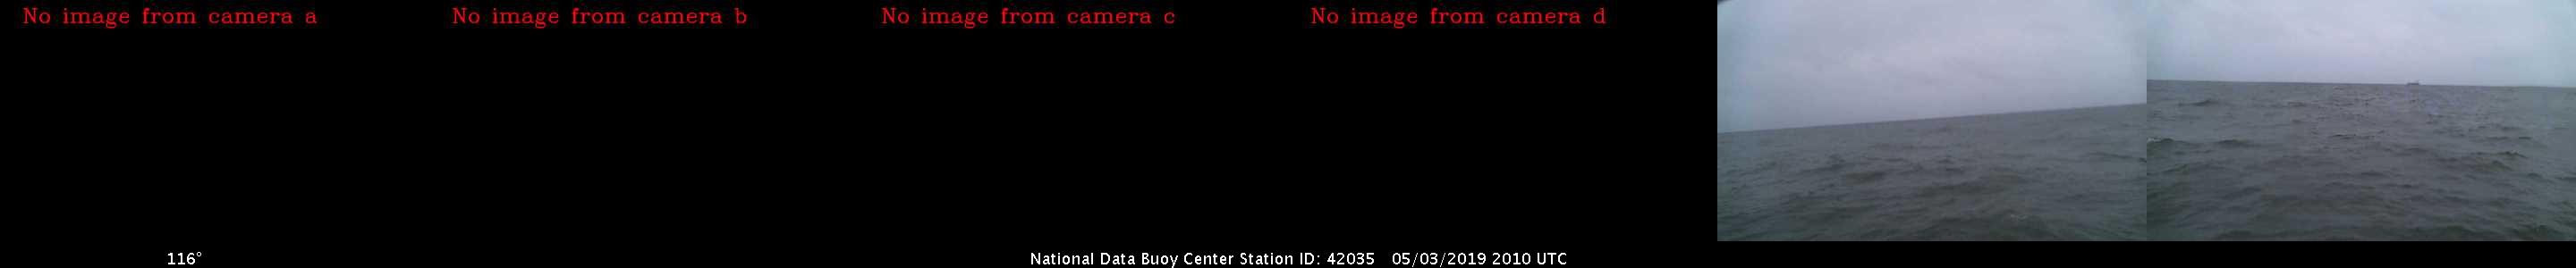 No image from camera a
No image from camera b
No image from camera c
No image from camera d
116°
National Data Buoy Center Station ID: 42035 05/03/2019 2010 UTC